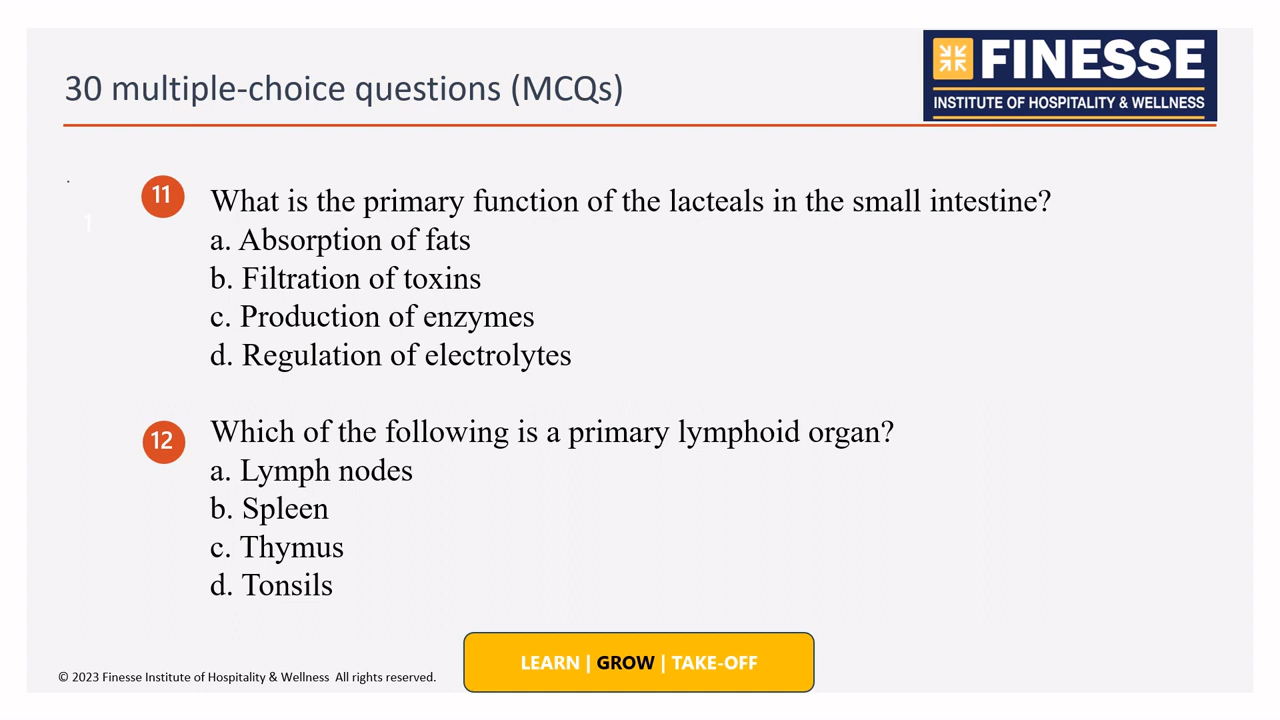 30 multiple-choice questions (MCQs)
FINESSE
INSTITUTE OF HOSPITALITY & WELLNESS
.
1
11
What is the primary function of the lacteals in the small intestine?
a. Absorption of fats
b. Filtration of toxins
c. Production of enzymes
d. Regulation of electrolytes
12
Which of the following is a primary lymphoid organ?
a. Lymph nodes
b. Spleen
c. Thymus
d. Tonsils
LEARN | GROW | TAKE-OFF
© 2023 Finesse Institute of Hospitality & Wellness All rights reserved.